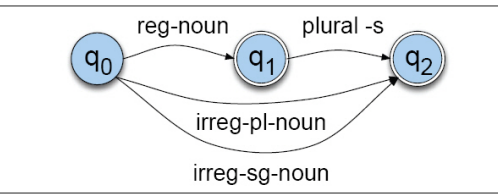 reg-noun plural -s
q0 q1 q2
irreg-pl-noun
irreg-sg-noun